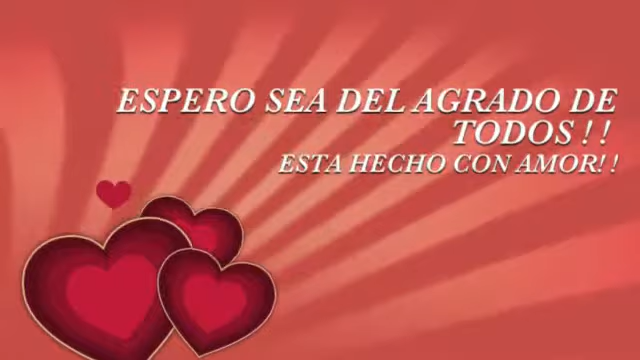 ESPERO SEA DEL AGRADO DE
TODOS ! !
ESTA HECHO CON AMOR! !